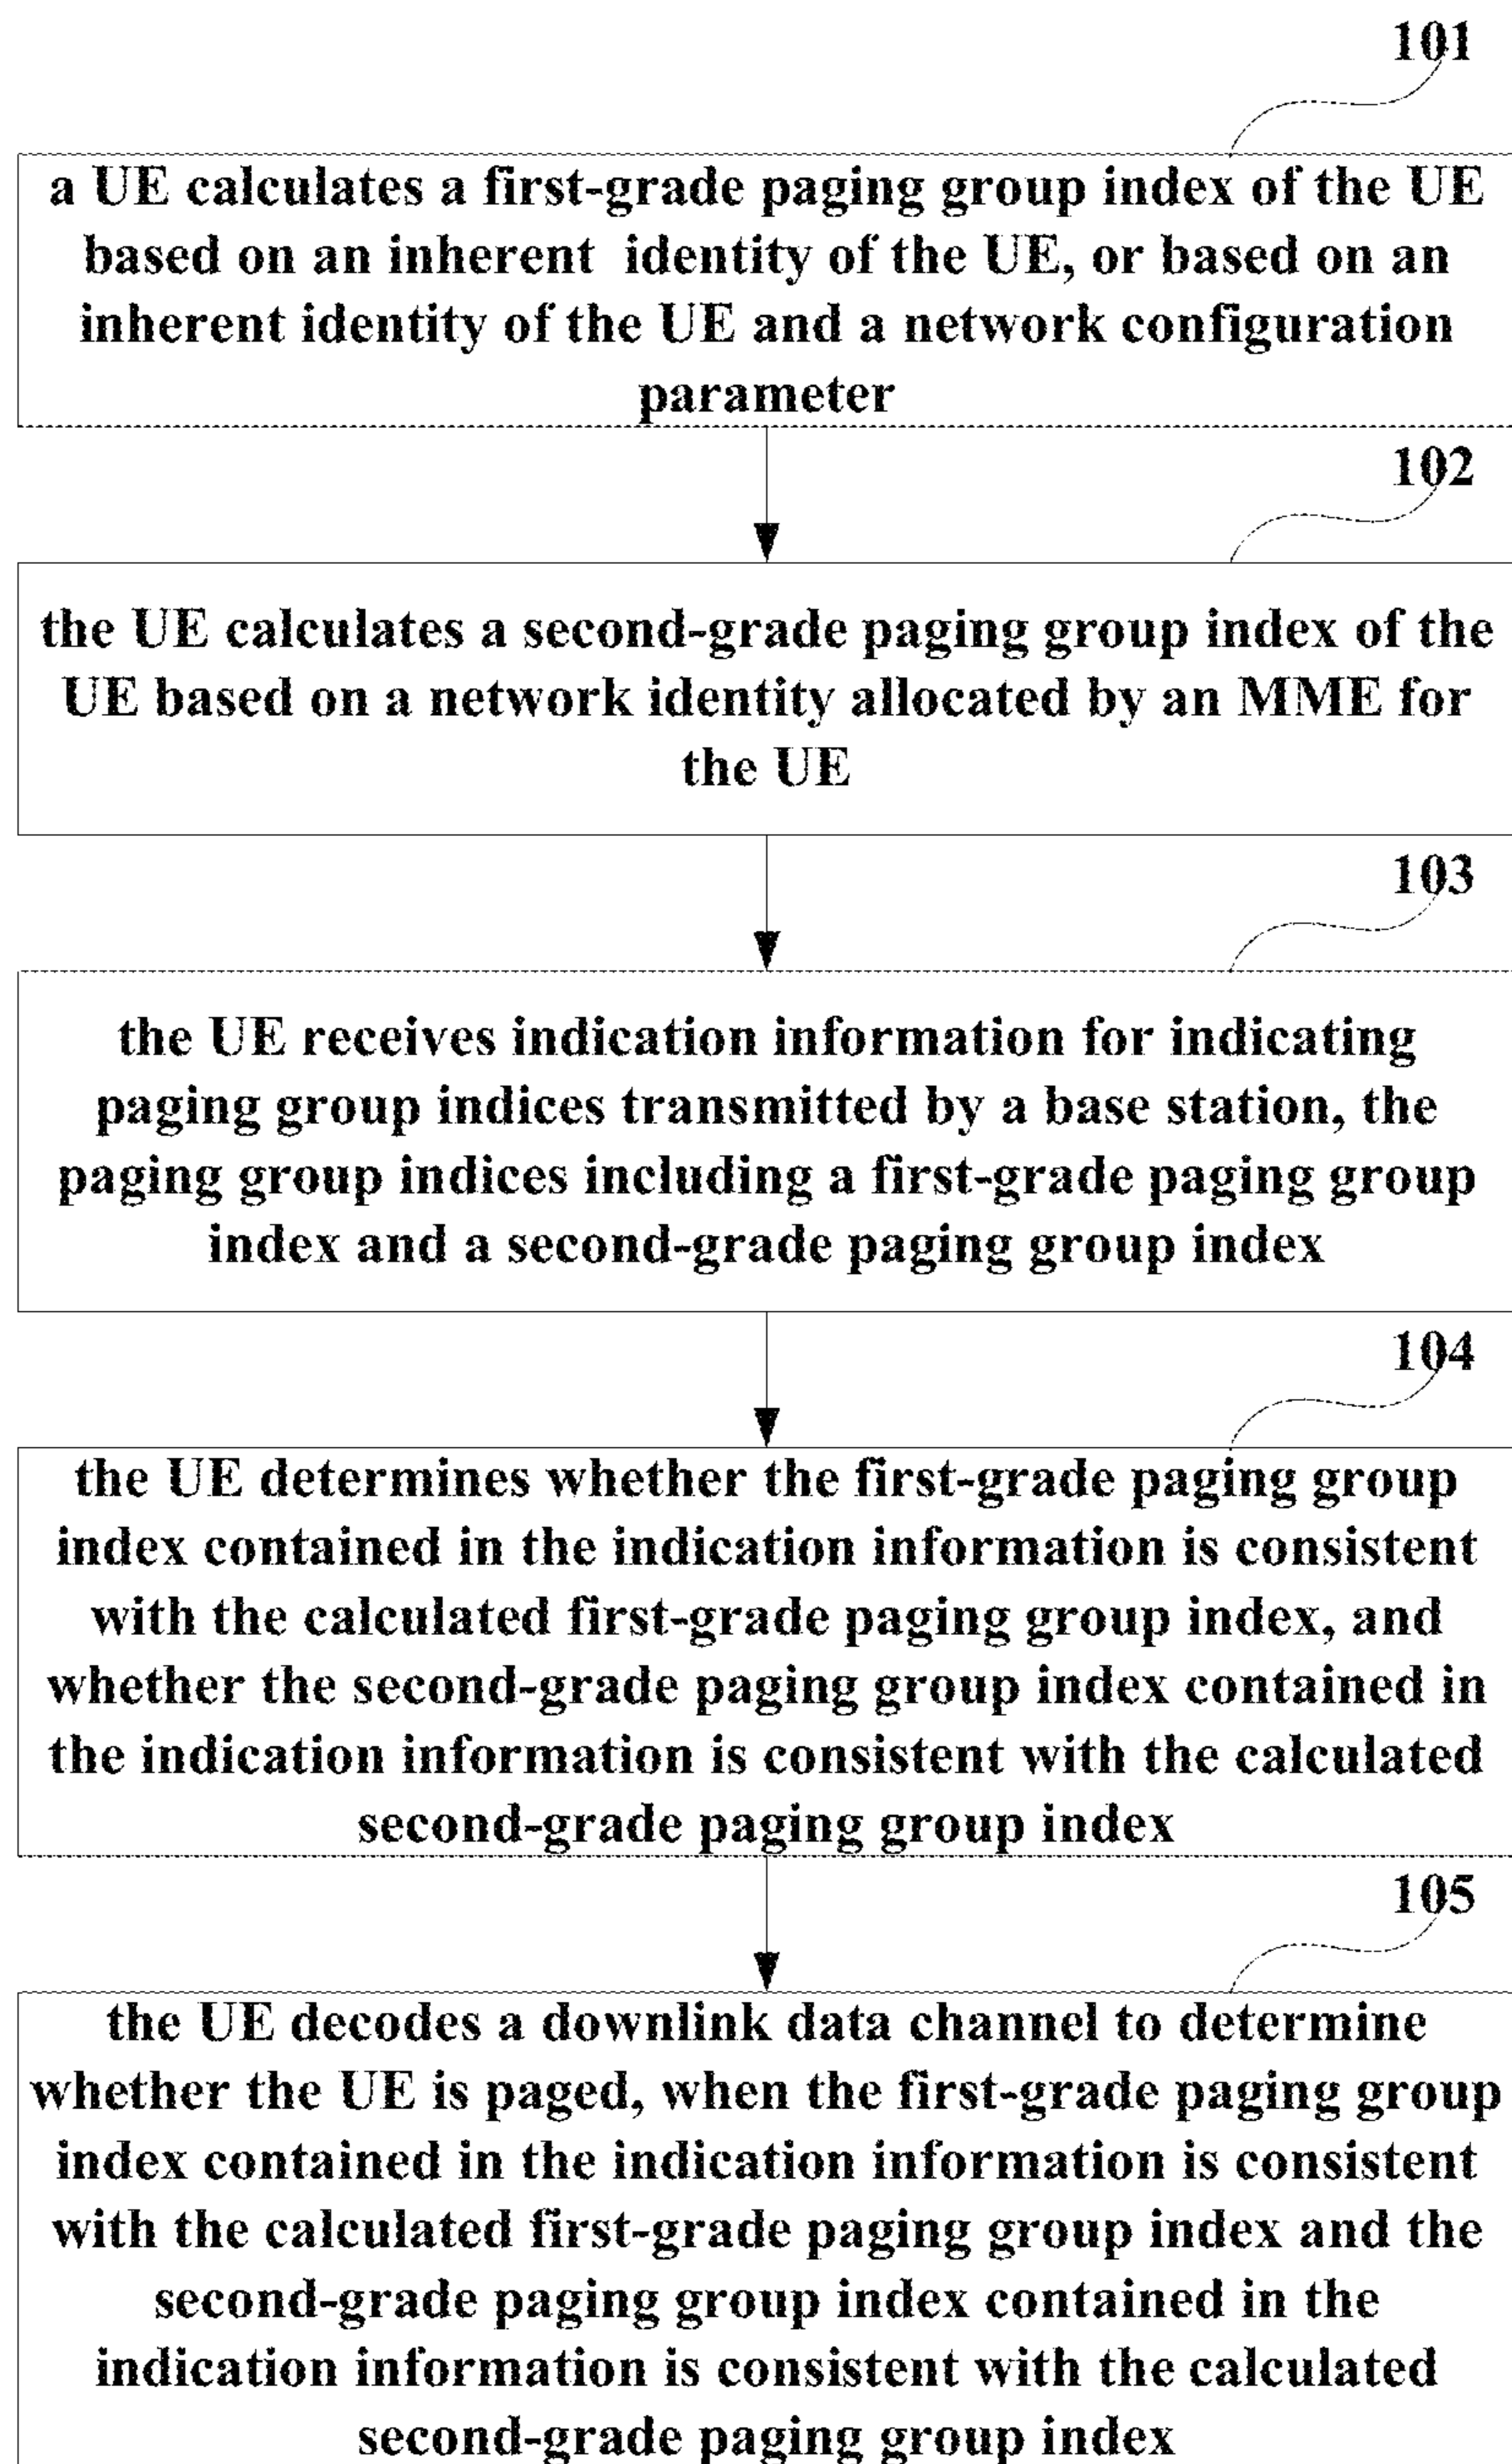 101
a UE calculates a first-grade paging group index of the UE
based on an inherent identity of the UE, or based on an
inherent identity of the UE and a network configuration
parameter
102
the UE calculates a second-grade paging group index of the
UE based on a network identity allocated by an MME for
the UE
103
the UE receives indication information for indicating
paging group indices transmitted by a base station, the
paging group indices including a first-grade paging group
index and a second-grade paging group index
104
the UE determines whether the first-grade paging group
index contained in the indication information is consistent
with the calculated first-grade paging group index, and
whether the second-grade paging group index contained in
the indication information is consistent with the calculated
second-grade paging group index
105
the UE decodes a downlink data channel to determine
whether the UE is paged, when the first-grade paging group
index contained in the indication information is consistent
with the calculated first-grade paging group index and the
second-grade paging group index contained in the
indication information is consistent with the calculated
second-grade paging group index